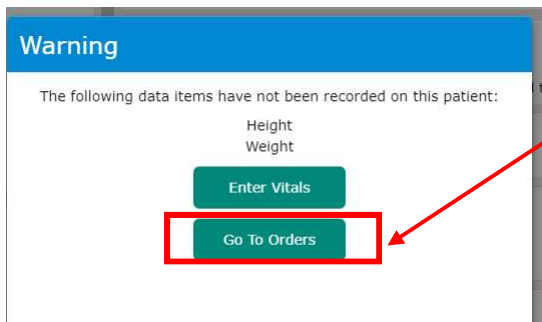 Warning
The following data items have not been recorded on this patient:
Height
Weight
Enter Vitals
Go To Orders